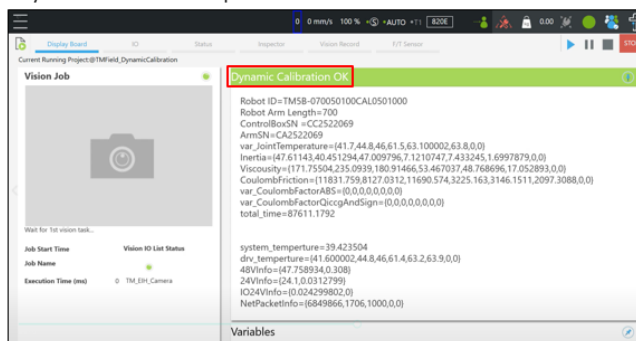 0 0 mm/s 100 % AUTO T1 820E 0.00
Display Board IO Status Inspector Vision Record F/T Sensor STO
Current Running Project:@TMField_DynamicCalibration
Vision Job
Wait for 1st vision task...
Job Start Time Vision IO List Status
Job Name
Execution Time (ms) 0 TM_EIH_Camera
Dynamic Calibration OK
Robot ID=TM5B-070050100CAL0501000
Robot Arm Length=700
ControlBoxSN =CC2522069
ArmSN=CA2522069
var_JointTemperature={41.7,44.8,46,61.5,63.100002,63.8,0,0}
Inertia={47.61143,40.451294,47.009796,7.1210747,7.433245,1.6997879,0,0}
Viscousity={171.75504,235.0939,180.91466,53.467037,48.768696,17.052893,0,0}
CoulombFriction={11831.759,8127.0312,11690.574,3225.163,3146.1511,2097.3088,0,0}
var_CoulombFactorABS={0,0,0,0,0,0,0,0}
var_CoulombFactorQiccgAndSign={0,0,0,0,0,0,0,0}
total_time=87611.1792
system_temperture=39.423504
drv_temperture={41.600002,44.8,46,61.4,63.2,63.9,0,0}
48VInfo={47.758934,0.308}
24VInfo={24.1,0.0312799}
IO24VInfo={0.024299802,0}
NetPacketInfo={6849866,1706,1000,0,0}
Variables